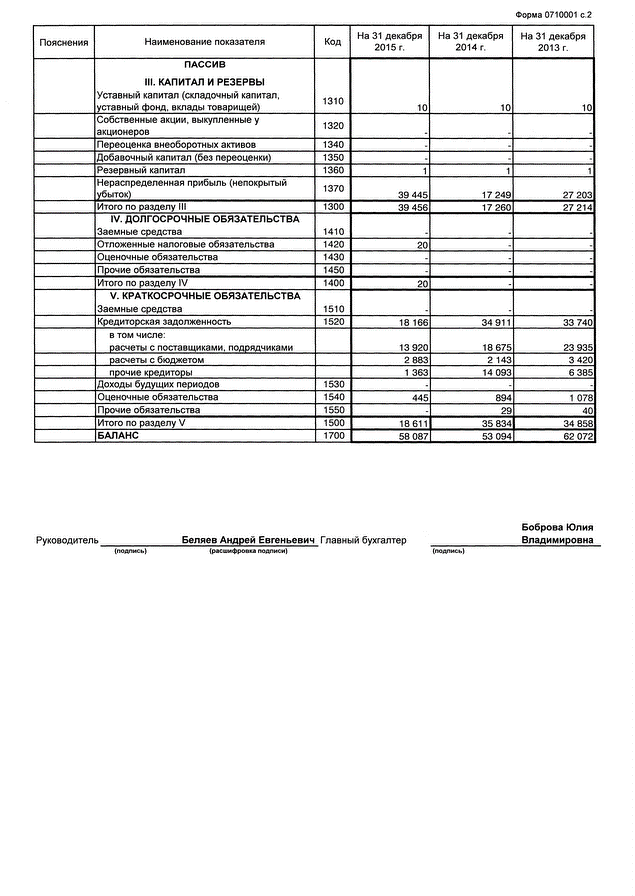 Форма 0710001 с.2
Пояснения Наименование показателя Код На 31 декабря 2015 г. На 31 декабря 2014 г. На 31 декабря 2013 г.
ПАССИВ
III. КАПИТАЛ И РЕЗЕРВЫ
Уставный капитал (складочный капитал,
уставный фонд, вклады товарищей) 1310 10 10 10
Собственные акции, выкупленные у
акционеров 1320 - - -
Переоценка внеоборотных активов 1340 - - -
Добавочный капитал (без переоценки) 1350 - - -
Резервный капитал 1360 1 1 1
Нераспределенная прибыль (непокрытый
убыток) 1370 39 445 17 249 27 203
Итого по разделу III 1300 39 456 17 260 27 214
IV. ДОЛГОСРОЧНЫЕ ОБЯЗАТЕЛЬСТВА
Заемные средства 1410 - - -
Отложенные налоговые обязательства 1420 20 - -
Оценочные обязательства 1430 - - -
Прочие обязательства 1450 - - -
Итого по разделу IV 1400 20 - -
V. КРАТКОСРОЧНЫЕ ОБЯЗАТЕЛЬСТВА
Заемные средства 1510 - - -
Кредиторская задолженность 1520 18 166 34 911 33 740
в том числе:
расчеты с поставщиками, подрядчиками 13 920 18 675 23 935
расчеты с бюджетом 2 883 2 143 3 420
прочие кредиторы 1 363 14 093 6 385
Доходы будущих периодов 1530 - - -
Оценочные обязательства 1540 445 894 1 078
Прочие обязательства 1550 - 29 40
Итого по разделу V 1500 18 611 35 834 34 858
БАЛАНС 1700 58 087 53 094 62 072
Боброва Юлия
Руководитель Беляев Андрей Евгеньевич Главный бухгалтер Владимировна
(подпись) (расшифровка подписи) (подпись)